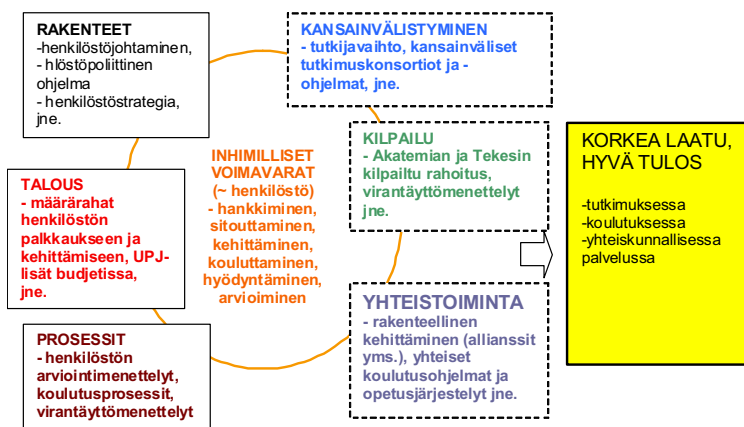 RAKENTEET
-henkilöstöjohtaminen,
- hlöstöpoliittinen
ohjelma
- henkilöstöstrategia,
jne.
KANSAINVÄLISTYMINEN
- tutkijavaihto, kansainväliset
tutkimuskonsortiot ja -
ohjelmat, jne.
TALOUS
- määrärahat
henkilöstön
palkkaukseen ja
kehittämiseen, UPJ-
lisät budjetissa,
jne.
INHIMILLISET
VOIMAVARAT
(~ henkilöstö)
- hankkiminen,
sitouttaminen,
kehittäminen,
kouluttaminen,
hyödyntäminen,
arvioiminen
KILPAILU
- Akatemian ja Tekesin
kilpailtu rahoitus,
virantäyttömenettelyt
jne.
KORKEA LAATU,
HYVÄ TULOS
-tutkimuksessa
-koulutuksessa
-yhteiskunnallisessa
palvelussa
PROSESSIT
- henkilöstön
arviointimenettelyt,
koulutusprosessit,
virantäyttömenettelyt
YHTEISTOIMINTA
- rakenteellinen
kehittäminen (allianssit
yms.), yhteiset
koulutusohjelmat ja
opetusjärjestelyt jne.